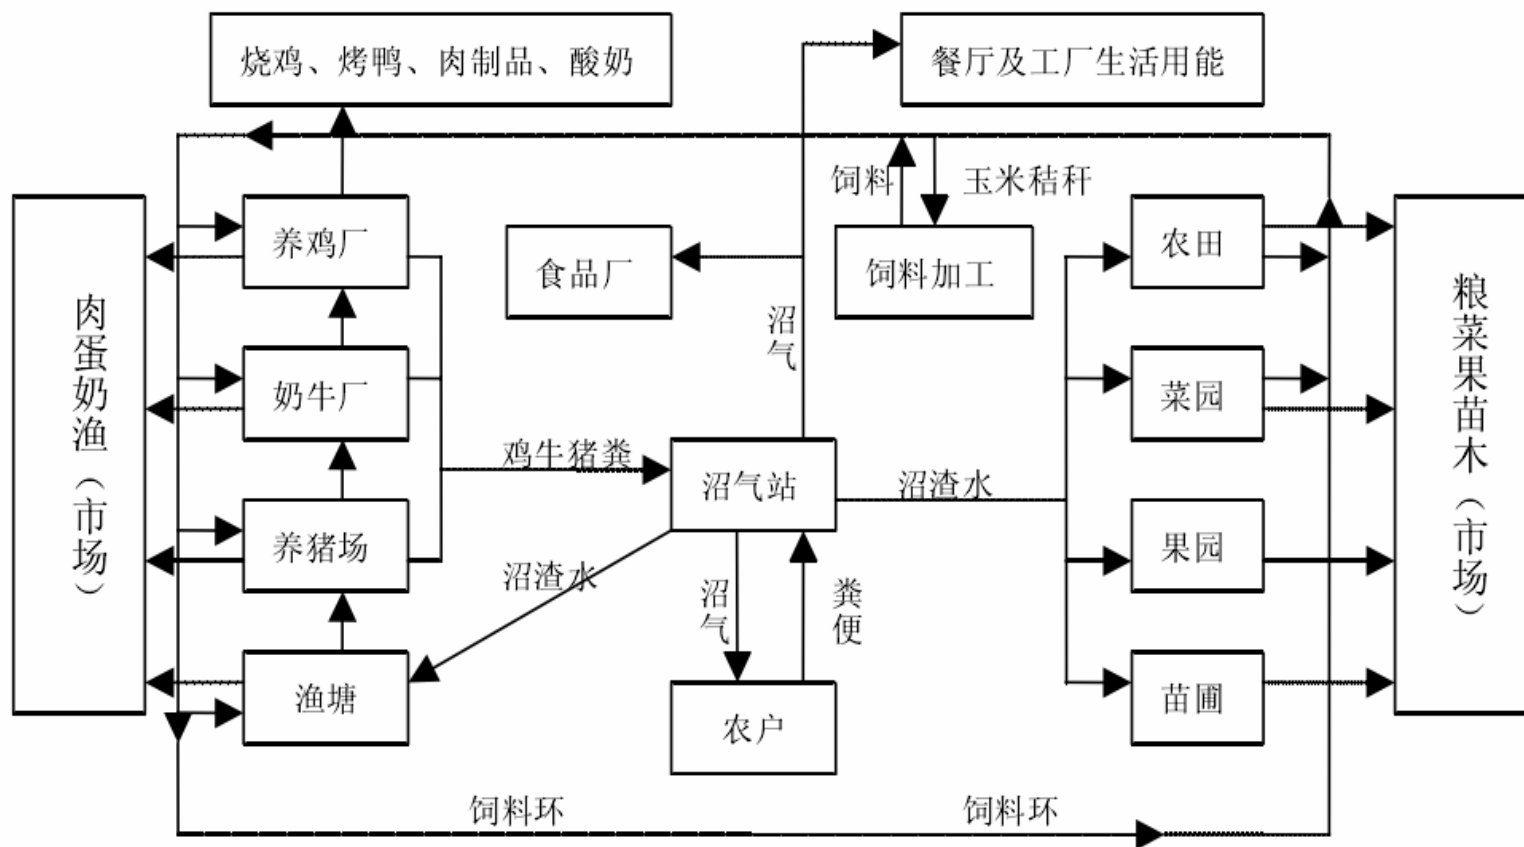 烧鸡、烤鸭、肉制品、酸奶
餐厅及工厂生活用能
饲料
玉米秸秆
养鸡厂
食品厂
饲料加工
农田
肉蛋奶渔（市场）
粮菜果苗木（市场）
沼气
奶牛厂
菜园
鸡牛猪粪
沼气站
沼渣水
养猪场
果园
沼渣水
沼气
粪便
渔塘
农户
苗圃
饲料环
饲料环